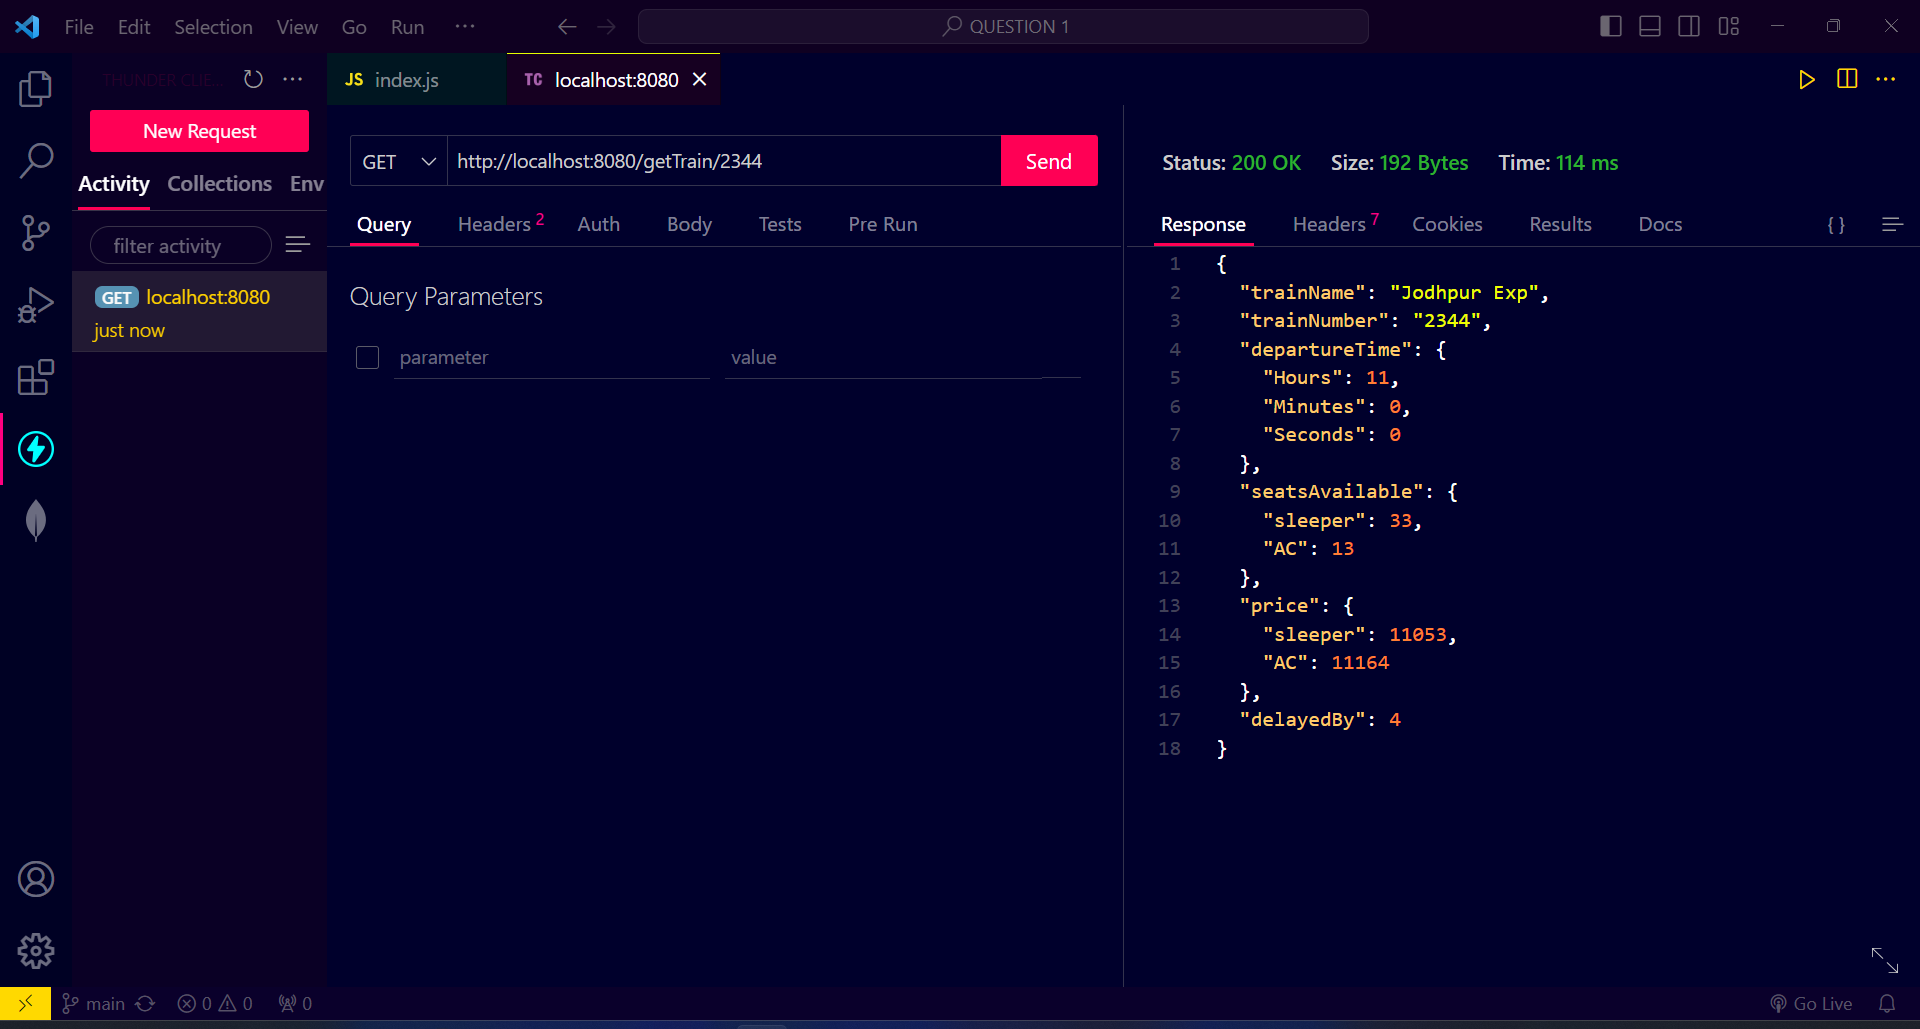 File Edit Selection View Go Run ··· QUESTION 1
THUNDER CLIE...
JS index.js TC localhost:8080
New Request
GET http://localhost:8080/getTrain/2344 Send
Status: 200 OK Size: 192 Bytes Time: 114 ms
Activity Collections Env
Query Headers 2 Auth Body Tests Pre Run
Response Headers 7 Cookies Results Docs { }
filter activity
GET localhost:8080
just now
Query Parameters
parameter value
1 {
2 "trainName": "Jodhpur Exp",
3 "trainNumber": "2344",
4 "departureTime": {
5 "Hours": 11,
6 "Minutes": 0,
7 "Seconds": 0
8 },
9 "seatsAvailable": {
10 "sleeper": 33,
11 "AC": 13
12 },
13 "price": {
14 "sleeper": 11053,
15 "AC": 11164
16 },
17 "delayedBy": 4
18 }
main 0 0 0 Go Live